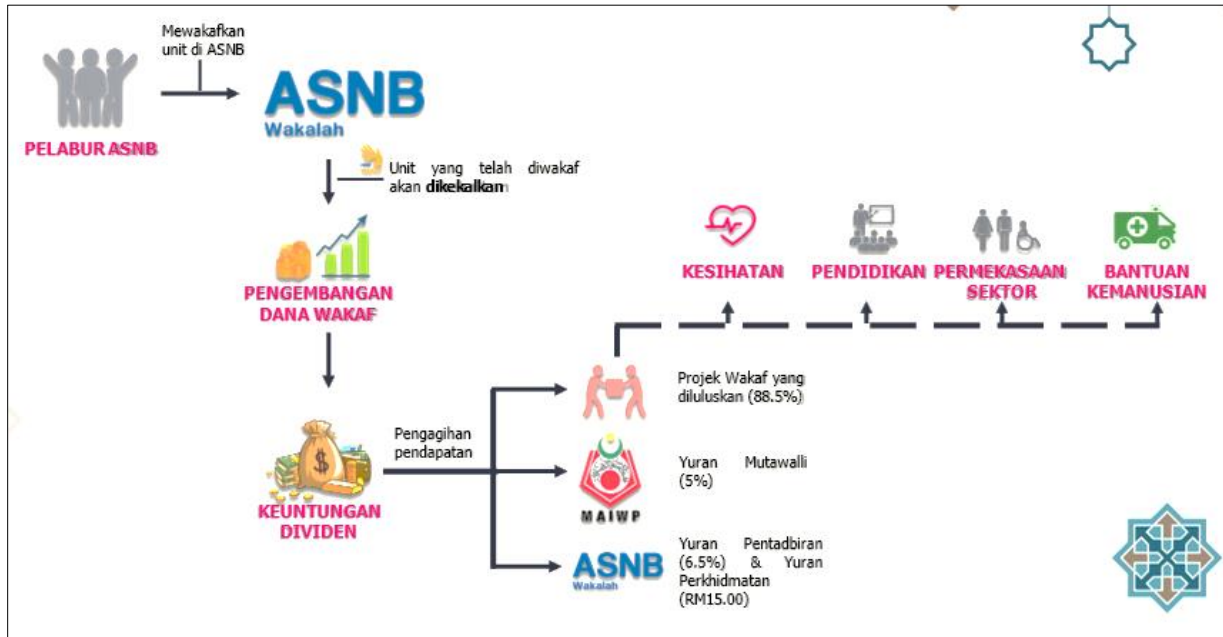 Mewakafkan
unit di ASNB
ASNB
Wakalah
PELABUR ASNB
Unit yang telah diwakaf
akan dikekalkan
PENGEMBANGAN
DANA WAKAF
KESIHATAN
PENDIDIKAN
PERMEKASAAN
SEKTOR
BANTUAN
KEMANUSIAN
Pengagihan
pendapatan
KEUNTUNGAN
DIVIDEN
Projek Wakaf yang
diluluskan (88.5%)
MAIWP
Yuran Mutawalli
(5%)
ASNB
Wakalah
Yuran Pentadbiran
(6.5%) & Yuran
Perkhidmatan
(RM15.00)